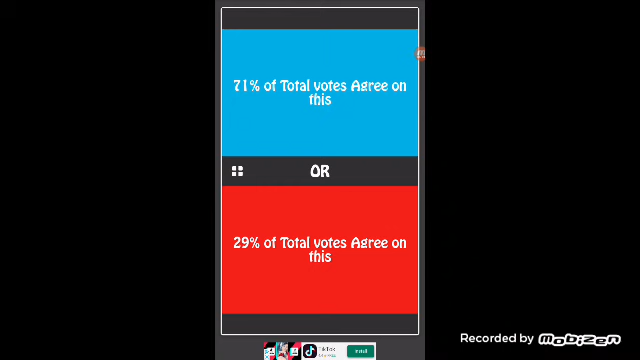 71% of Total votes Agree on
this
OR
29% of Total votes Agree on
this
TikTok
Install
Recorded by MOBIZEN